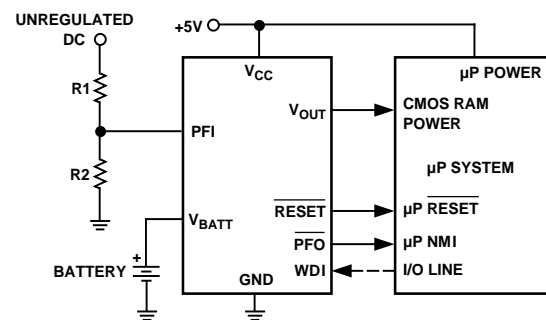 UNREGULATED
DC
+5V
R1
R2
BATTERY
+
VCC
PFI
VOUT
VBATT
RESET
PFO
WDI
GND
µP POWER
CMOS RAM
POWER
µP SYSTEM
µP RESET
µP NMI
I/O LINE